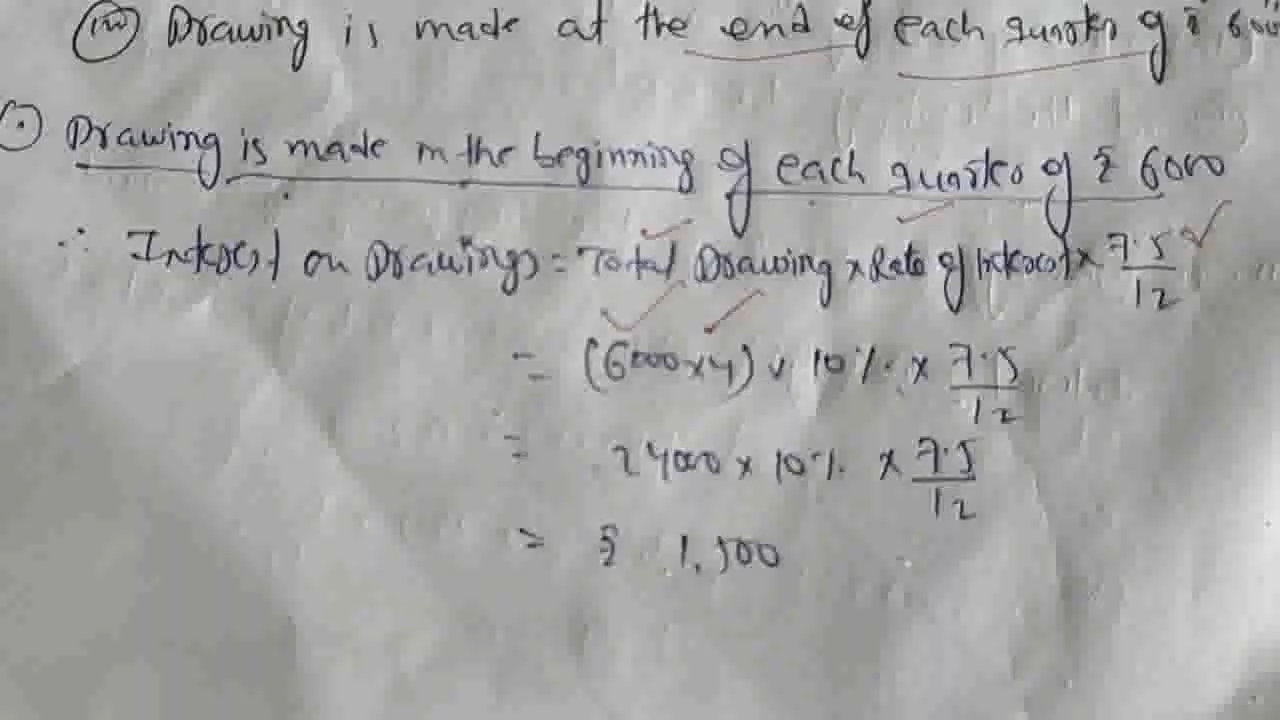 (iii) Drawing is made at the end of each quarter of ₹ 6000
Drawing is made in the beginning of each quarter of ₹ 6000
∴ Interest on Drawings = Total Drawing x Rate of Interest x 7.5/12
= (6000x4) x 10% x 7.5/12
= 24000 x 10% x 7.5/12
= ₹ 1,500